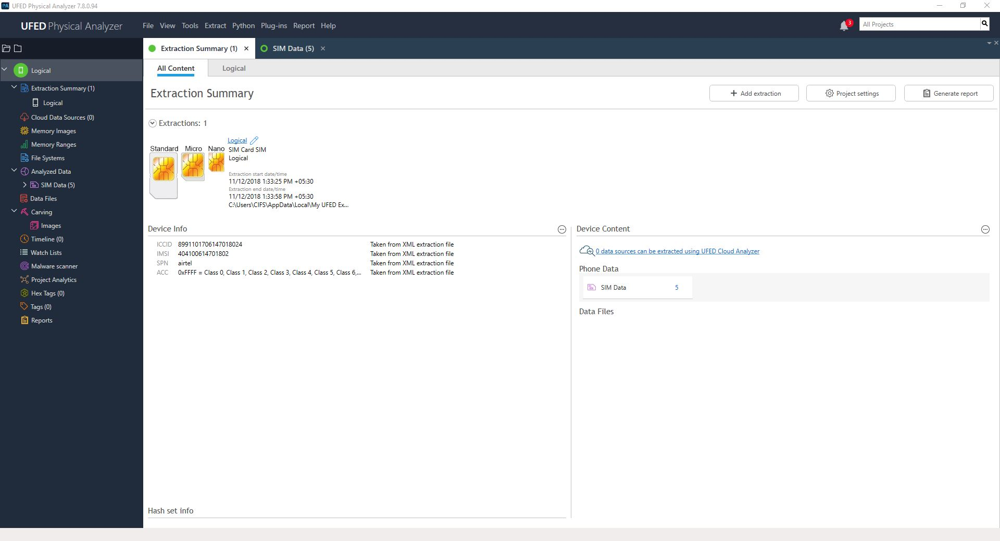 UFED Physical Analyzer 7.8.0.94
UFED Physical Analyzer
File View Tools Extract Python Plug-ins Report Help
3
All Projects
Extraction Summary (1)
SIM Data (5)
Logical
Extraction Summary (1)
Logical
Cloud Data Sources (0)
Memory Images
Memory Ranges
File Systems
Analyzed Data
SIM Data (5)
Data Files
Carving
Images
Timeline (0)
Watch Lists
Malware scanner
Project Analytics
Hex Tags (0)
Tags (0)
Reports
All Content Logical
Extraction Summary
Add extraction
Project settings
Generate report
Extractions: 1
Standard Micro Nano
Logical
SIM Card SIM
Logical
Extraction start date/time
11/12/2018 1:33:25 PM +05:30
Extraction end date/time
11/12/2018 1:33:58 PM +05:30
C:\Users\CIFS\AppData\Local\My UFED Ex...
Device Info
ICCID 8991101706147018024 Taken from XML extraction file
IMSI 404100614701802 Taken from XML extraction file
SPN airtel Taken from XML extraction file
ACC 0xFFFF = Class 0, Class 1, Class 2, Class 3, Class 4, Class 5, Class 6,... Taken from XML extraction file
Hash set info
Device Content
0 data sources can be extracted using UFED Cloud Analyzer
Phone Data
SIM Data 5
Data Files